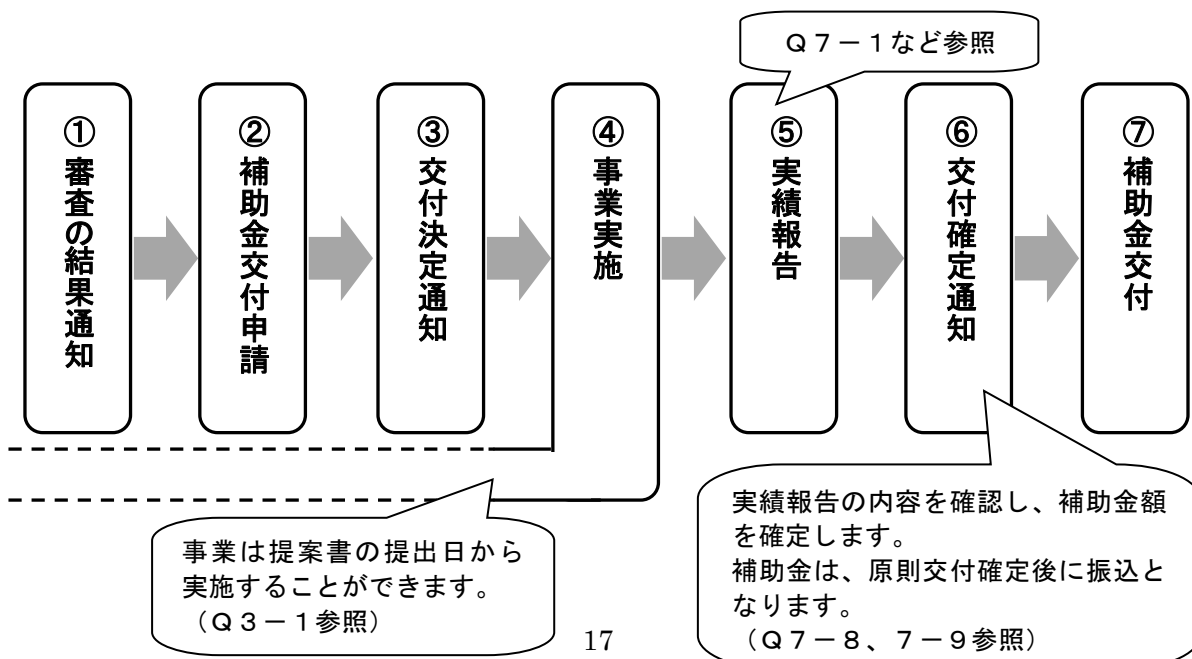 Ｑ７－１など参照
①審査の結果通知
②補助金交付申請
③交付決定通知
④事業実施
⑤実績報告
⑥交付確定通知
⑦補助金交付
事業は提案書の提出日から
実施することができます。
（Ｑ３－１参照）
実績報告の内容を確認し、補助金額
を確定します。
補助金は、原則交付確定後に振込と
なります。
（Ｑ７－８、７－９参照）
17